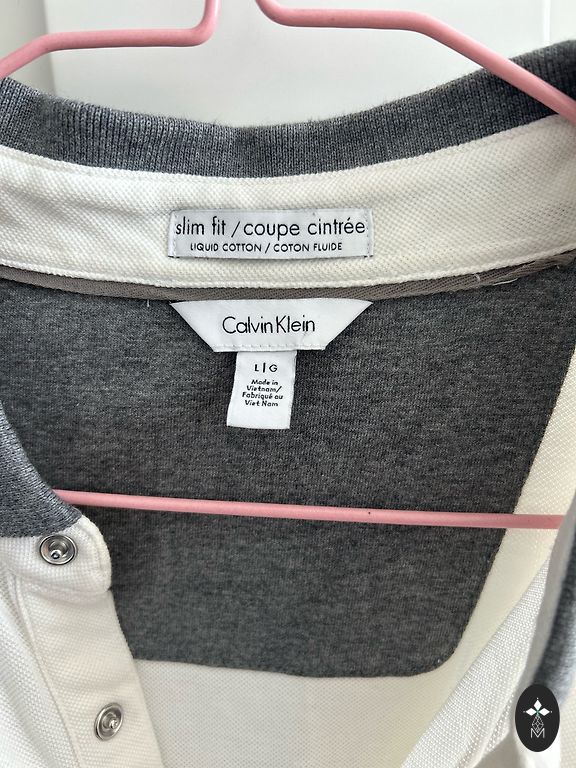 slim fit / coupe cintrée
LIQUID COTTON / COTON FLUIDE
Calvin Klein
L|G
Made in
Vietnam/
Fabriqué au
Viet Nam
M